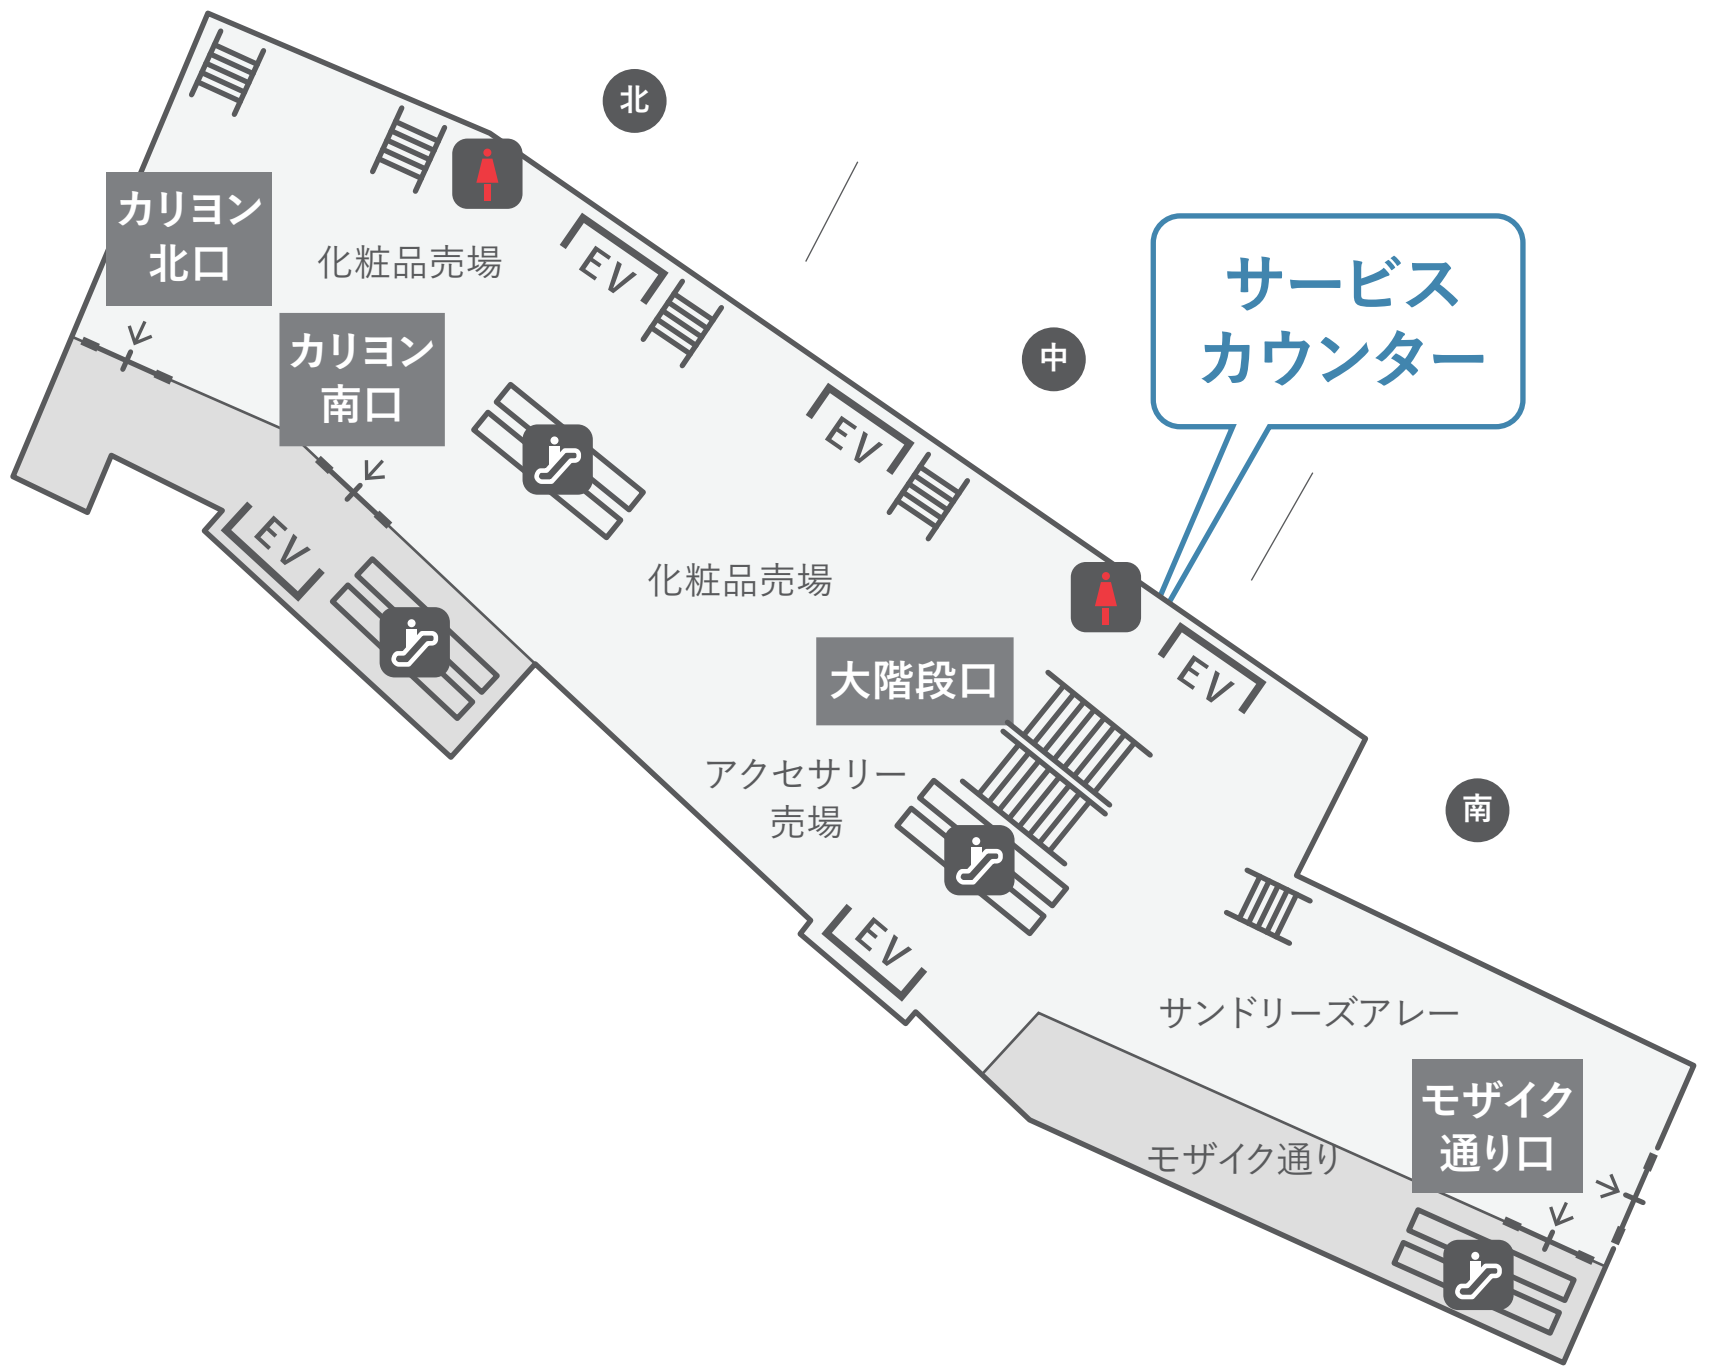 北
カリヨン
北口
化粧品売場
EV
サービス
カウンター
カリヨン
南口
中
EV
EV
化粧品売場
大階段口
EV
アクセサリー
売場
南
EV
サンドリーズアレー
モザイク
通り口
モザイク通り